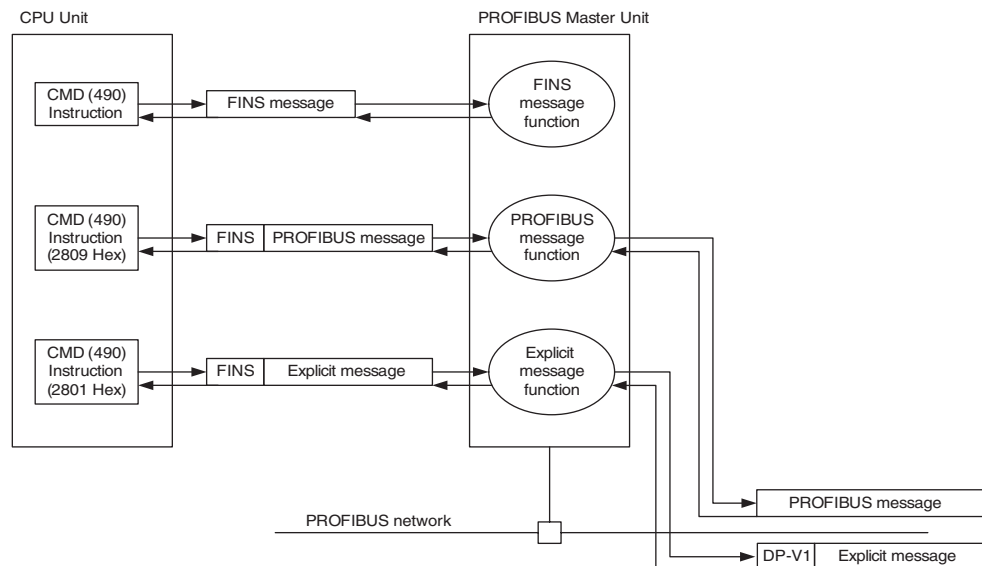 CPU Unit
PROFIBUS Master Unit
CMD (490)
Instruction
FINS message
FINS
message
function
CMD (490)
Instruction
(2809 Hex)
FINS
PROFIBUS message
PROFIBUS
message
function
CMD (490)
Instruction
(2801 Hex)
FINS
Explicit message
Explicit
message
function
PROFIBUS message
PROFIBUS network
DP-V1
Explicit message